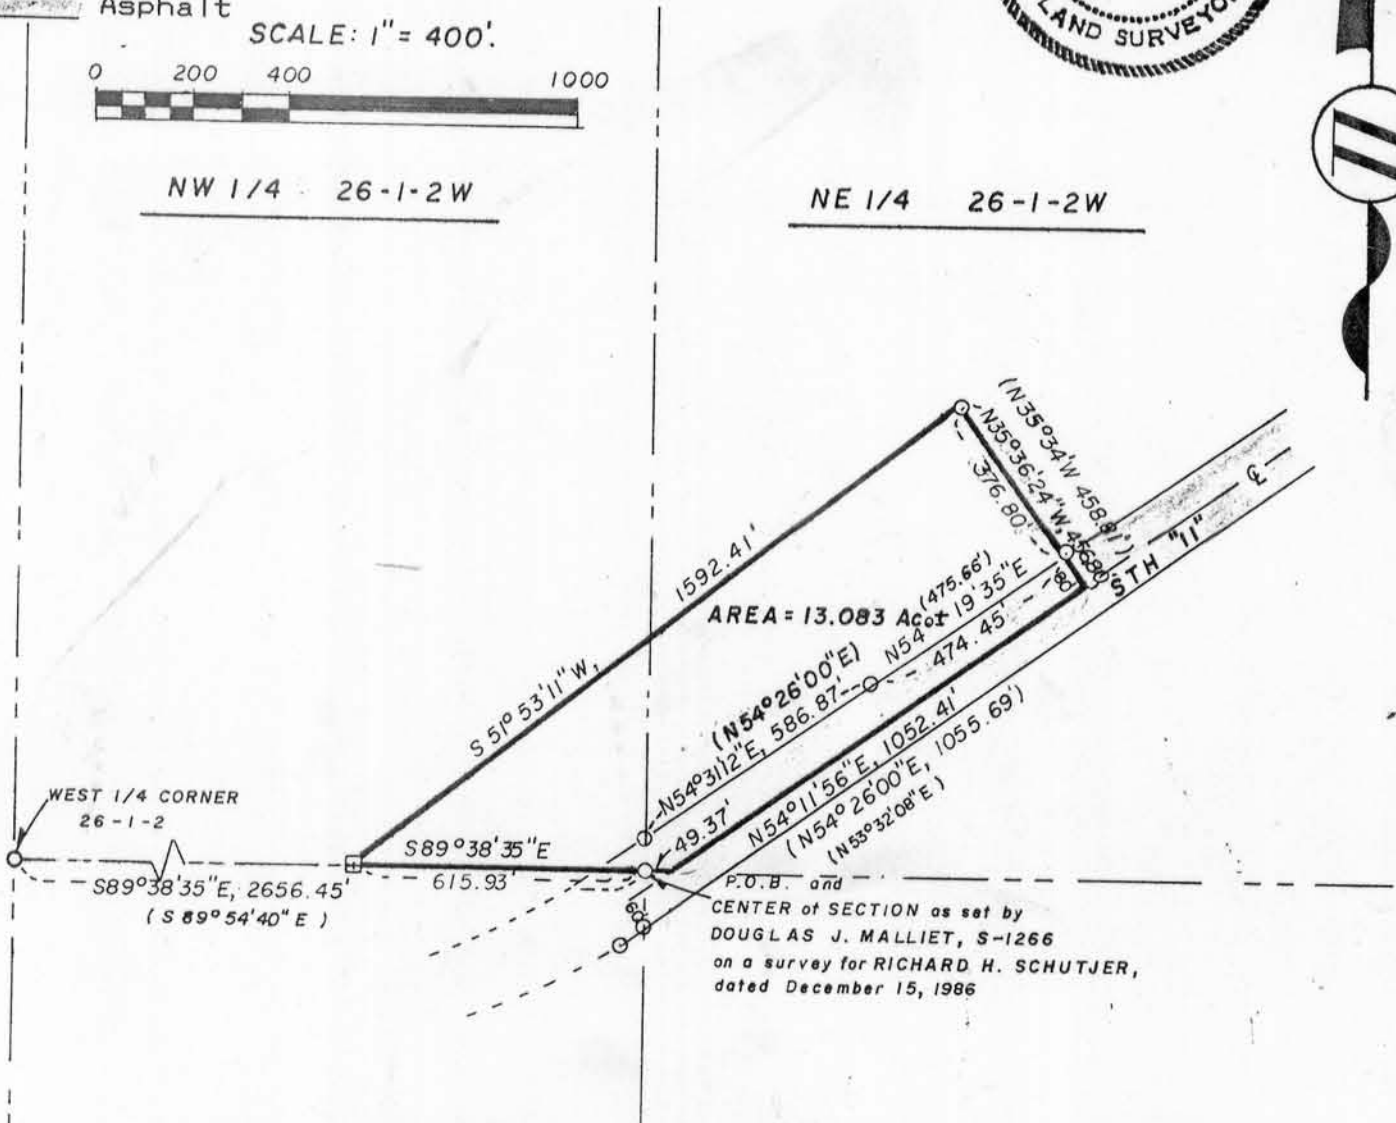 Asphalt
SCALE: 1" = 400'.
0 200 400 1000
LAND SURVEYOR
NW 1/4 26-1-2W
NE 1/4 26-1-2W
(N35°34'W 458.81')
N35°36'24"W, 456.80'
376.80'
80'
STH "11"
℄
1592.41'
S 51° 53'11" W,
AREA = 13.083 Ac±
(475.66')
N54° 19'35"E
474.45'
(N54°26'00"E)
N54°31'12"E, 586.87'
N54°11'56"E, 1052.41'
(N54°26'00"E, 1055.69')
(N53°32'08"E)
49.37'
WEST 1/4 CORNER
26-1-2
S89°38'35"E
615.93'
S89°38'35"E, 2656.45'
(S 89° 54'40" E)
60'
P.O.B. and
CENTER of SECTION as set by
DOUGLAS J. MALLIET, S-1266
on a survey for RICHARD H. SCHUTJER,
dated December 15, 1986